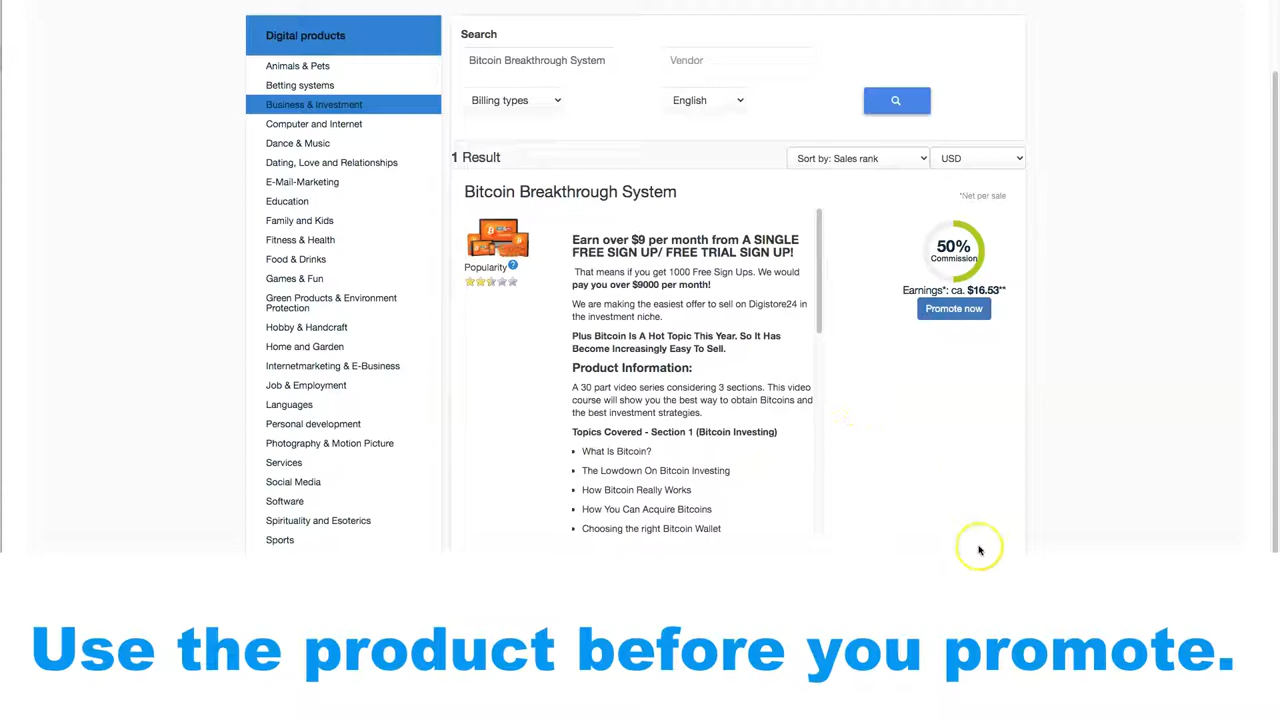 Digital products
Animals & Pets
Betting systems
Business & Investment
Computer and Internet
Dance & Music
Dating, Love and Relationships
E-Mail-Marketing
Education
Family and Kids
Fitness & Health
Food & Drinks
Games & Fun
Green Products & Environment
Protection
Hobby & Handcraft
Home and Garden
Internetmarketing & E-Business
Job & Employment
Languages
Personal development
Photography & Motion Picture
Services
Social Media
Software
Spirituality and Esoterics
Sports
Search
Bitcoin Breakthrough System
Vendor
Billing types
English
1 Result
Sort by: Sales rank
USD
Bitcoin Breakthrough System
*Net per sale
Popularity
Earn over $9 per month from A SINGLE
FREE SIGN UP/ FREE TRIAL SIGN UP!
That means if you get 1000 Free Sign Ups. We would
pay you over $9000 per month!
We are making the easiest offer to sell on Digistore24 in
the investment niche.
Plus Bitcoin Is A Hot Topic This Year. So It Has
Become Increasingly Easy To Sell.
Product Information:
A 30 part video series considering 3 sections. This video
course will show you the best way to obtain Bitcoins and
the best investment strategies.
Topics Covered - Section 1 (Bitcoin Investing)
What Is Bitcoin?
The Lowdown On Bitcoin Investing
How Bitcoin Really Works
How You Can Acquire Bitcoins
Choosing the right Bitcoin Wallet
50%
Commission
Earnings*: ca. $16.53**
Promote now
Use the product before you promote.